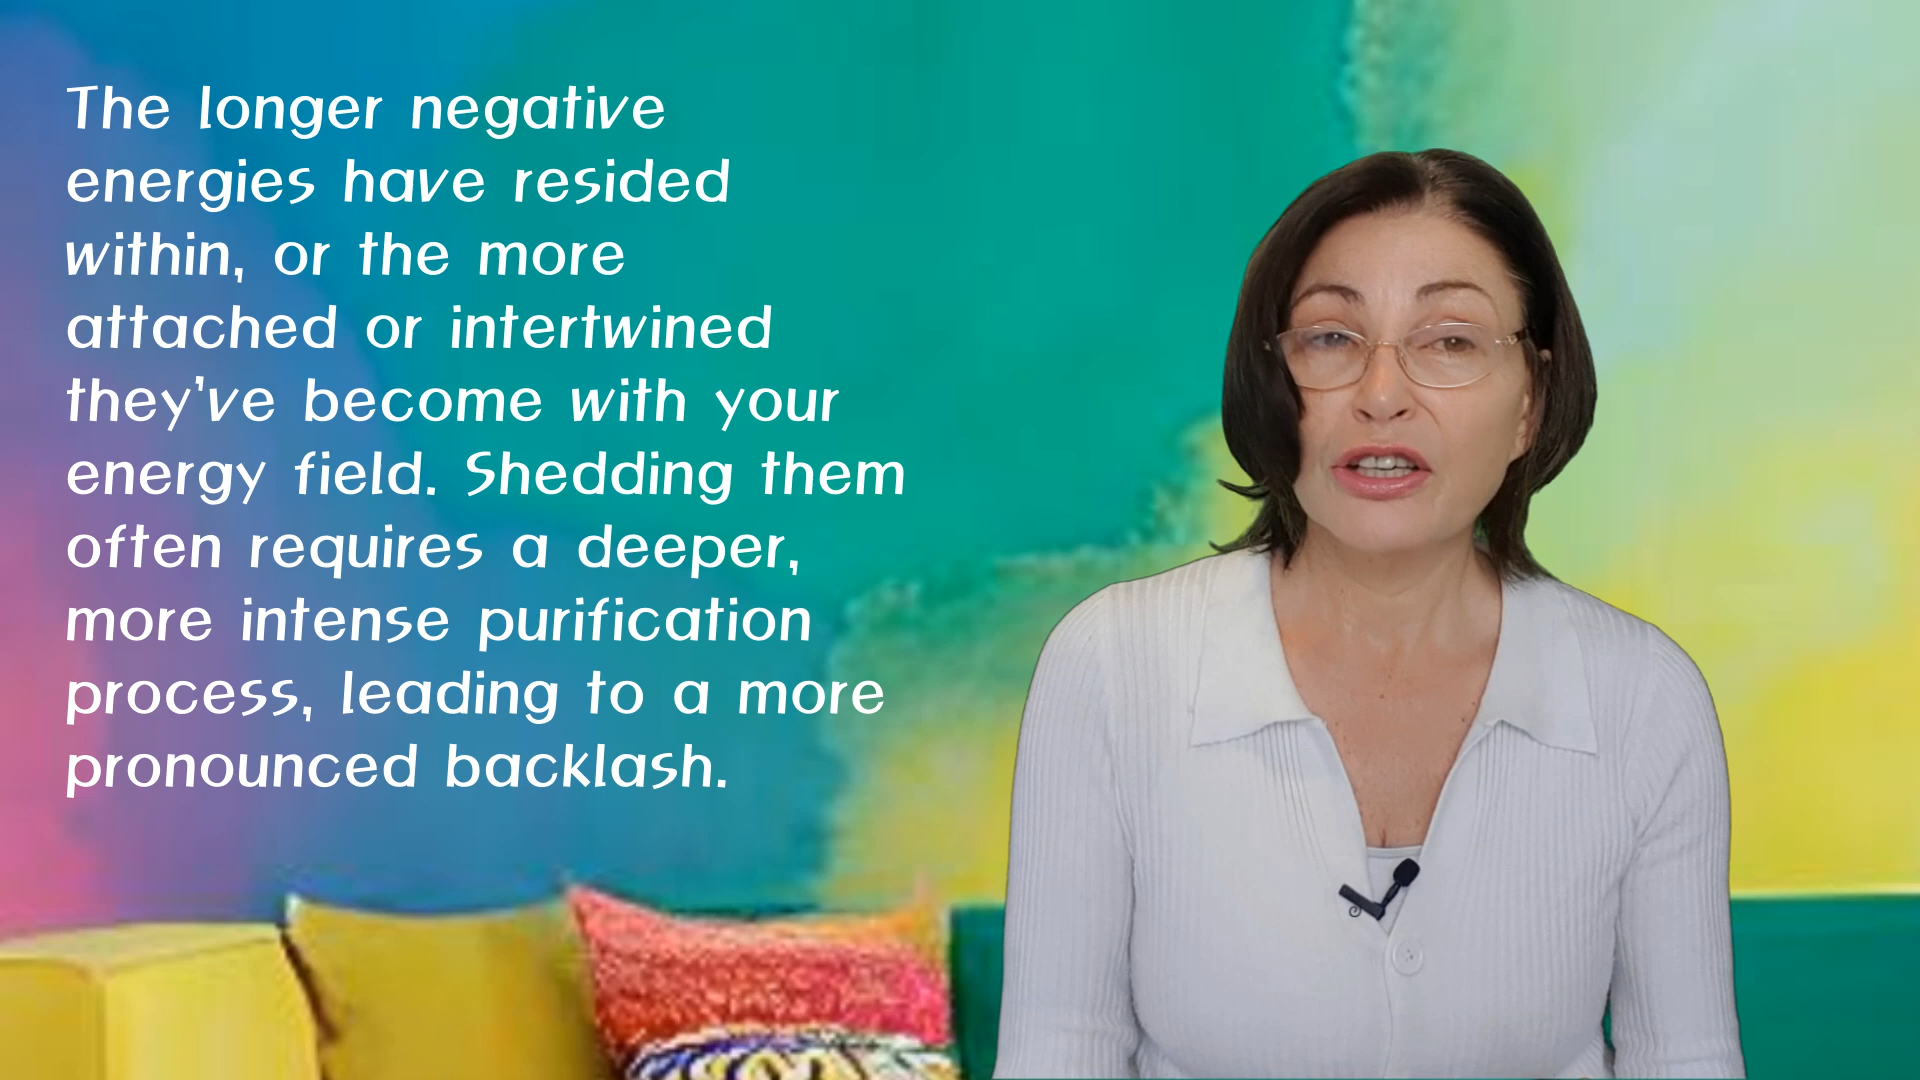 The longer negative
energies have resided
within, or the more
attached or intertwined
they've become with your
energy field. Shedding them
often requires a deeper,
more intense purification
process, leading to a more
pronounced backlash.